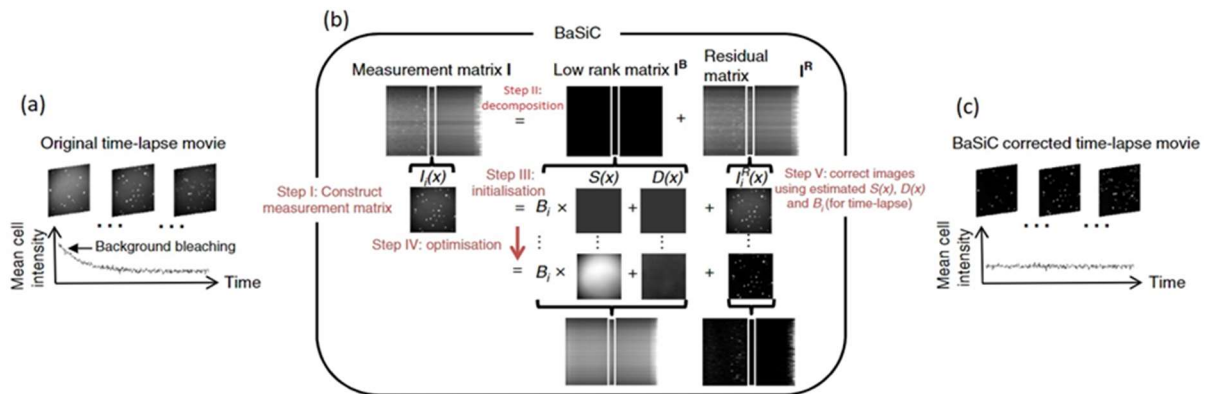 (a)
Original time-lapse movie
... ...
Background bleaching
Mean cell
intensity
Time
(b)
BaSiC
Measurement matrix I
Low rank matrix I^B
Residual
matrix
I^R
Step II:
decomposition
=
+
I_i(x)
S(x)
D(x)
I_i^R(x)
Step I: Construct
measurement matrix
Step III:
initialisation
= B_i × + +
Step IV: optimisation
= B_i × + +
Step V: correct images
using estimated S(x), D(x)
and B_i (for time-lapse)
(c)
BaSiC corrected time-lapse movie
... ...
Mean cell
intensity
Time